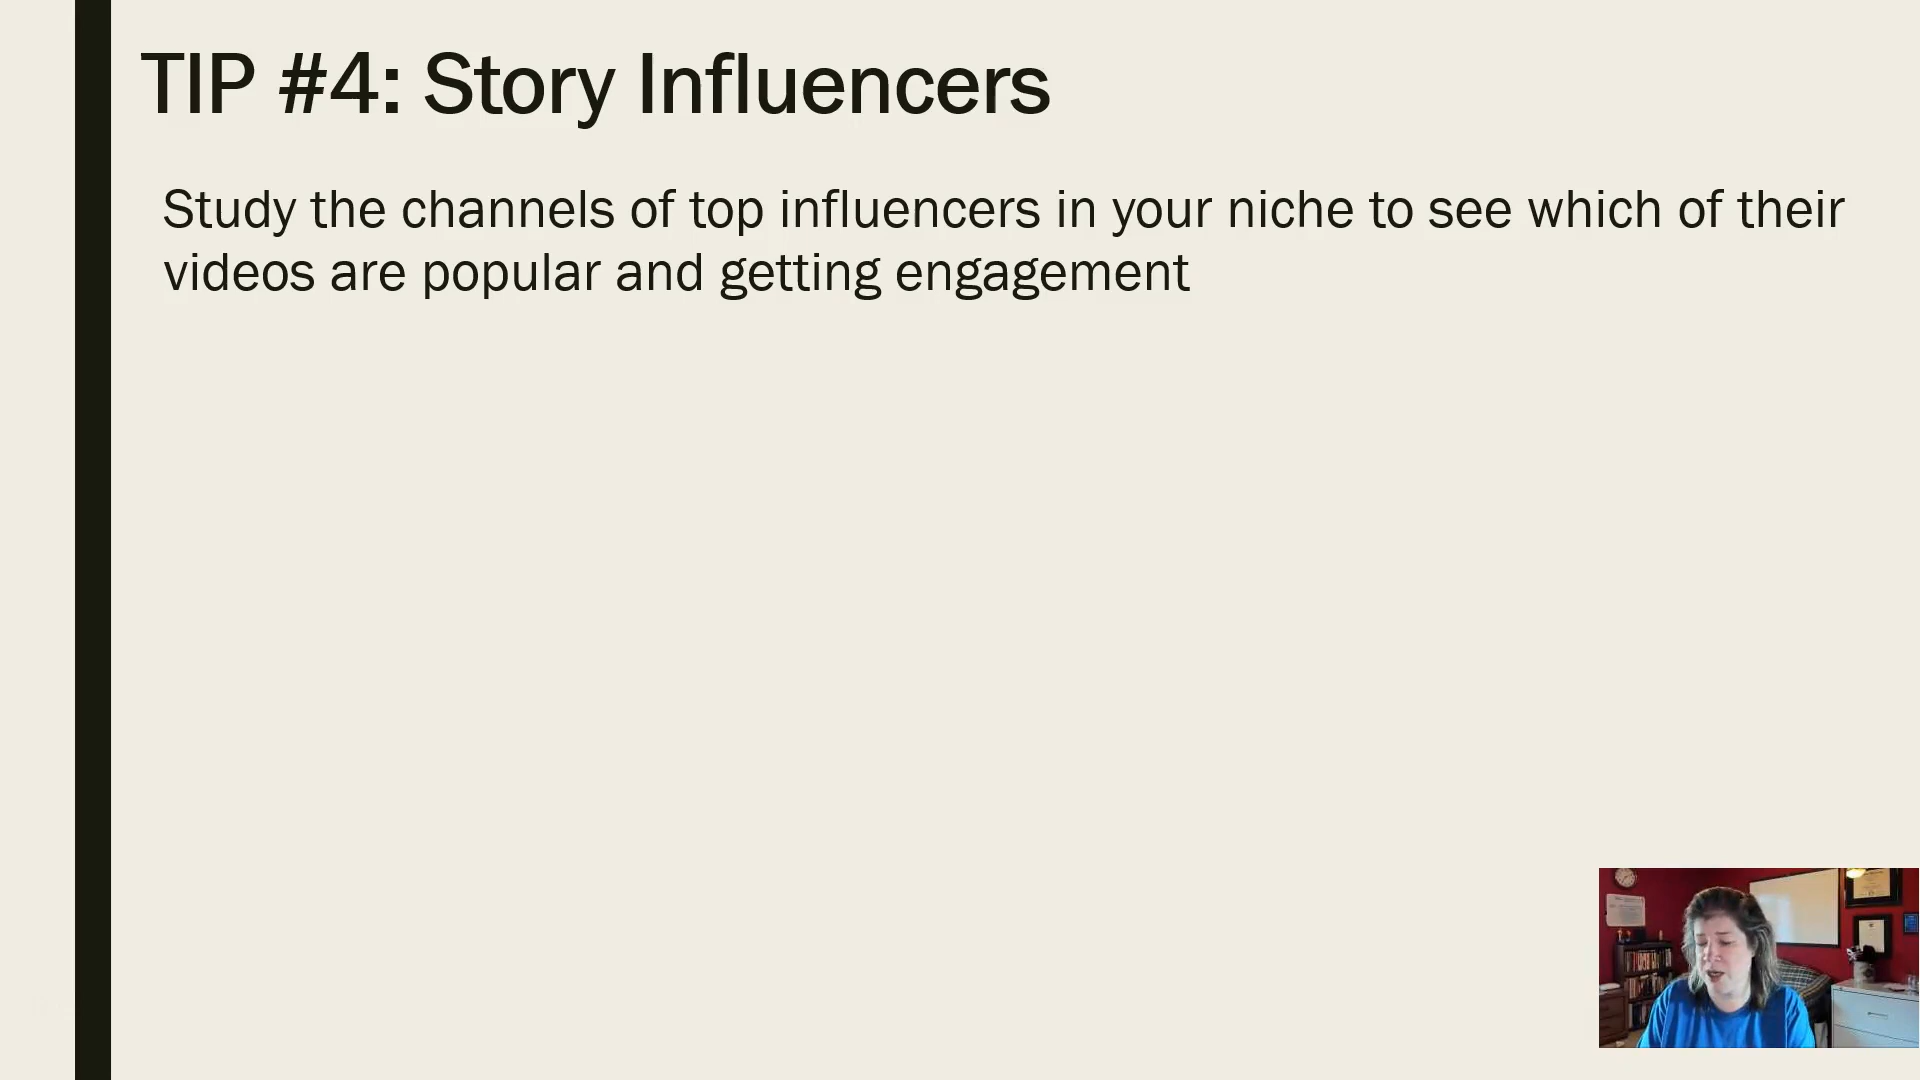 TIP #4: Story Influencers
Study the channels of top influencers in your niche to see which of their
videos are popular and getting engagement